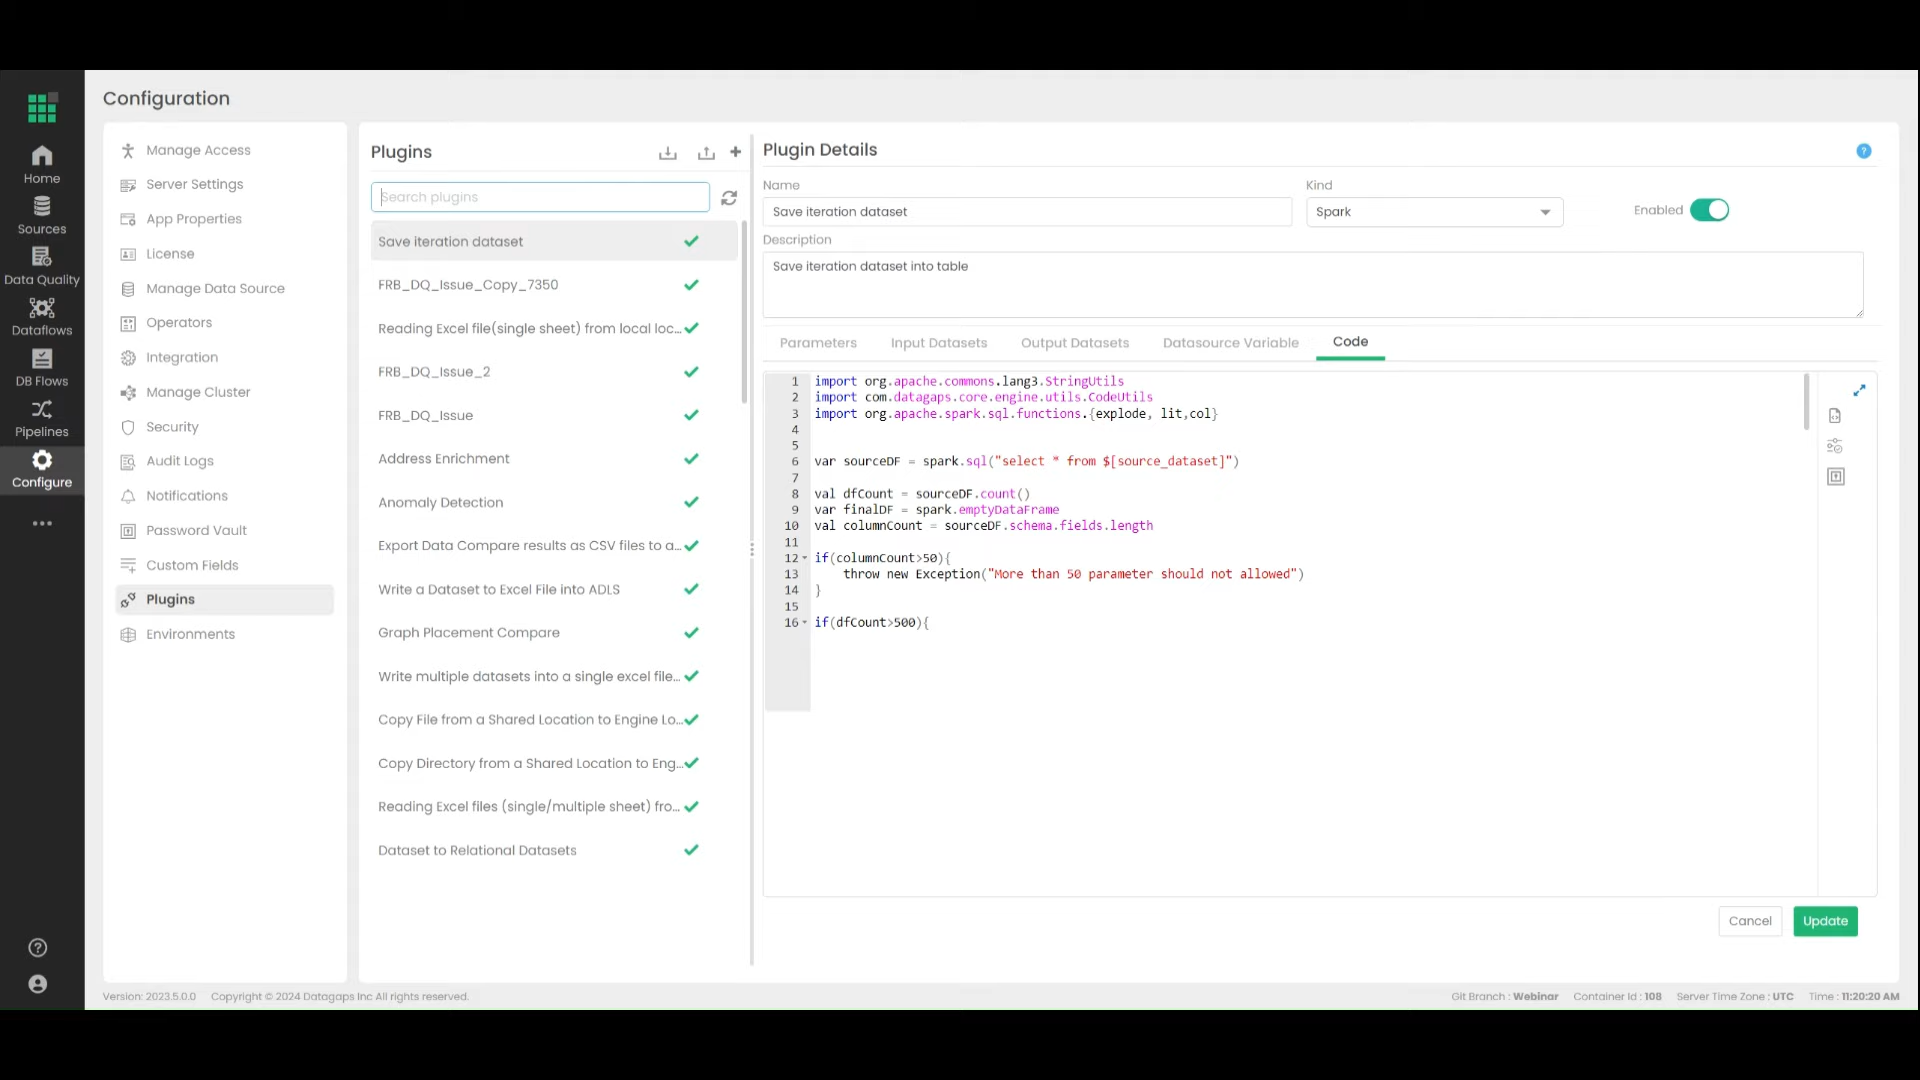 Configuration
Home
Sources
Data Quality
Dataflows
DB Flows
Pipelines
Configure
Manage Access
Server Settings
App Properties
License
Manage Data Source
Operators
Integration
Manage Cluster
Security
Audit Logs
Notifications
Password Vault
Custom Fields
Plugins
Environments
Plugins
Search plugins
Save iteration dataset
FRB_DQ_Issue_Copy_7350
Reading Excel file(single sheet) from local loc...
FRB_DQ_Issue_2
FRB_DQ_Issue
Address Enrichment
Anomaly Detection
Export Data Compare results as CSV files to a...
Write a Dataset to Excel File into ADLS
Graph Placement Compare
Write multiple datasets into a single excel file...
Copy File from a Shared Location to Engine Lo...
Copy Directory from a Shared Location to Eng...
Reading Excel files (single/multiple sheet) fro...
Dataset to Relational Datasets
Plugin Details
?
Name
Kind
Save iteration dataset
Spark
Enabled
Description
Save iteration dataset into table
Parameters Input Datasets Output Datasets Datasource Variable Code
1 import org.apache.commons.lang3.StringUtils
2 import com.datagaps.core.engine.utils.CodeUtils
3 import org.apache.spark.sql.functions.{explode, lit,col}
4
5
6 var sourceDF = spark.sql("select * from $[source_dataset]")
7
8 val dfCount = sourceDF.count()
9 var finalDF = spark.emptyDataFrame
10 val columnCount = sourceDF.schema.fields.length
11
12 if(columnCount>50){
13 throw new Exception("More than 50 parameter should not allowed")
14 }
15
16 if(dfCount>500){
Cancel Update
?
Version: 2023.5.0.0 Copyright © 2024 Datagaps Inc All rights reserved.
Git Branch : Webinar Container Id : 108 Server Time Zone : UTC Time : 11:20:20 AM